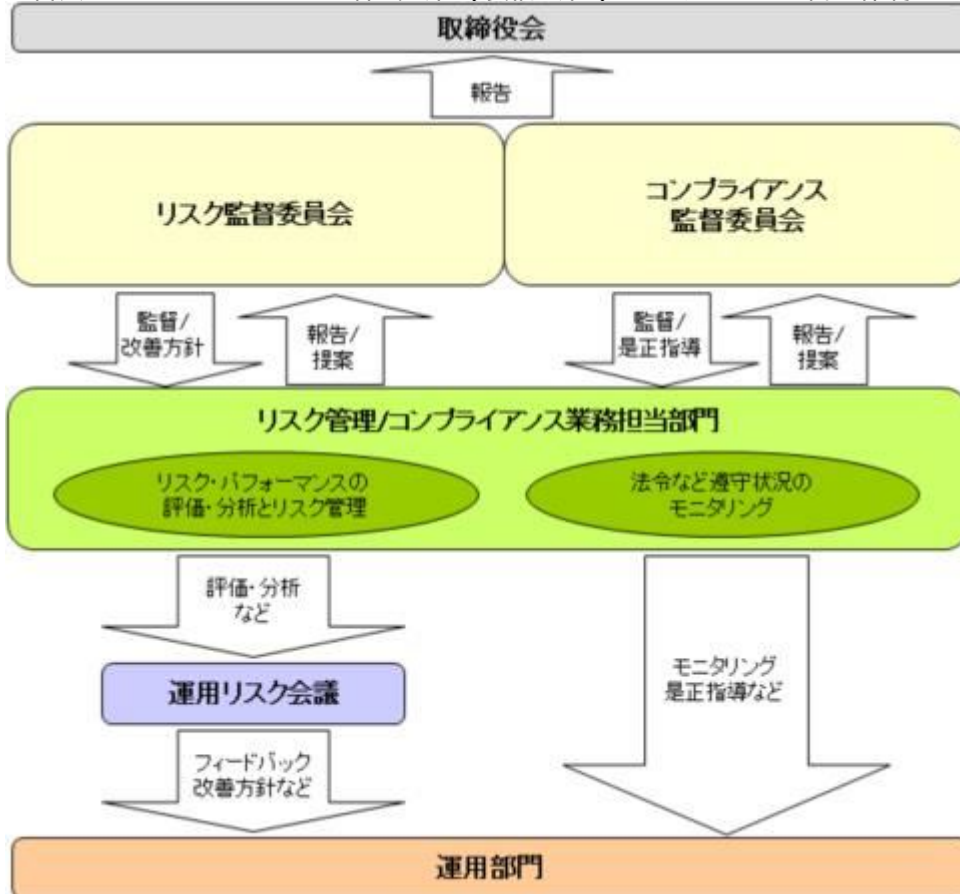 取締役会
報告
リスク監督委員会
コンプライアンス
監督委員会
監督/
改善方針
報告/
提案
監督/
是正指導
報告/
提案
リスク管理/コンプライアンス業務担当部門
リスク・パフォーマンスの
評価・分析とリスク管理
法令など遵守状況の
モニタリング
評価・分析
など
運用リスク会議
モニタリング
是正指導など
フィードバック
改善方針など
運用部門